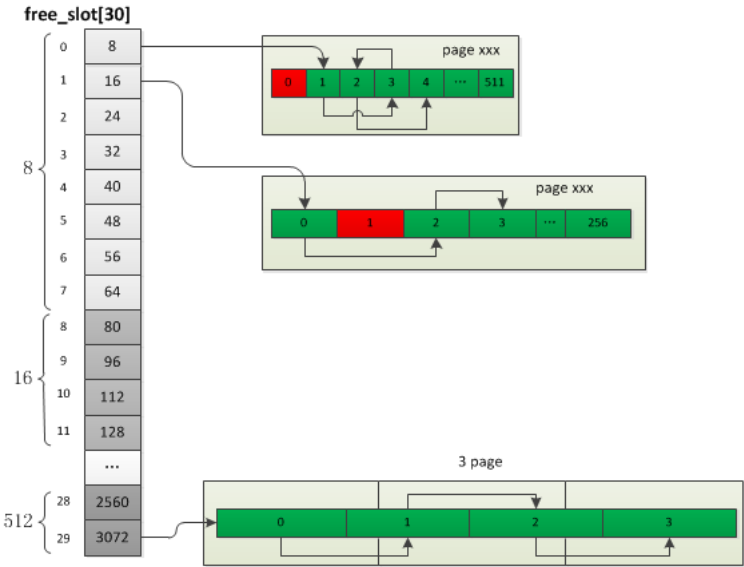 free_slot[30]
0 8
1 16
2 24
3 32
4 40
5 48
6 56
7 64
8
8 80
9 96
10 112
11 128
16
...
28 2560
29 3072
512
page xxx
0 1 2 3 4 ... 511
page xxx
0 1 2 3 ... 256
3 page
0 1 2 3